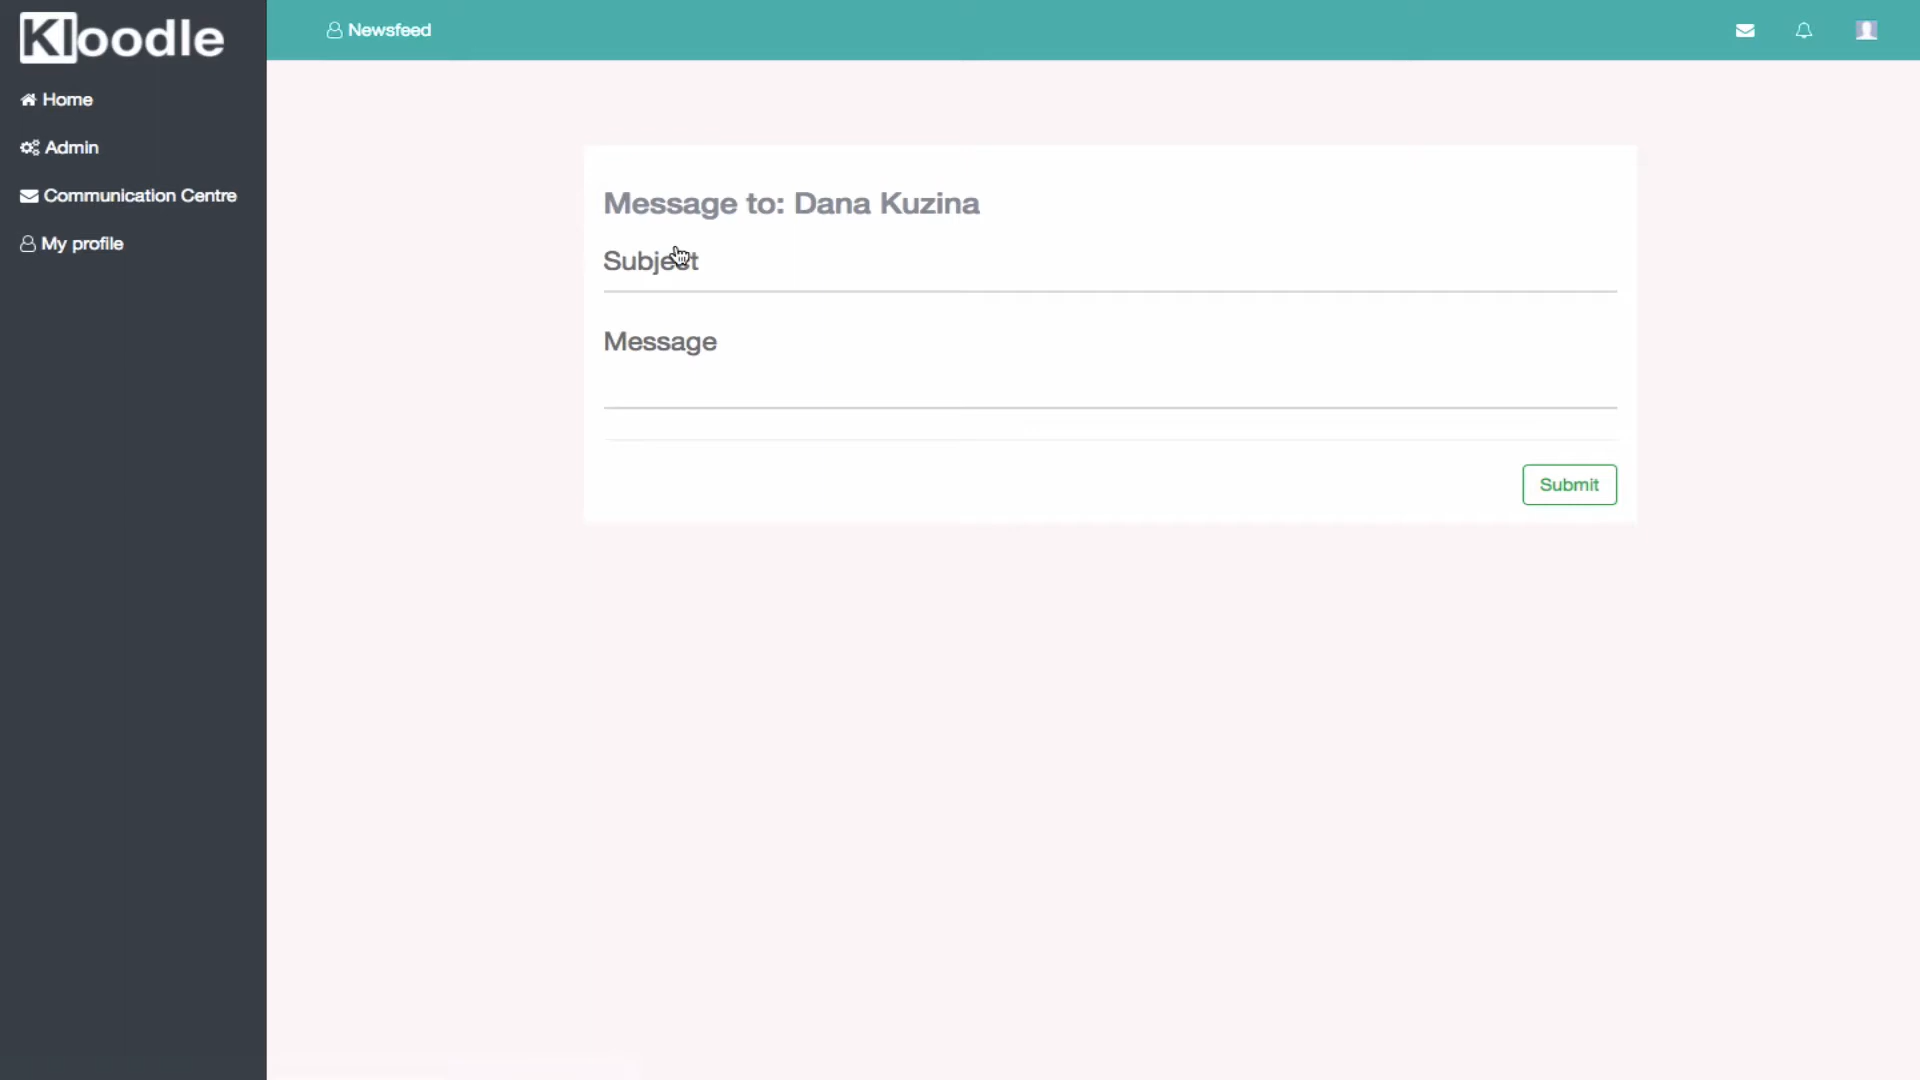 Kloodle
Newsfeed
Home
Admin
Communication Centre
My profile
Message to: Dana Kuzina
Subject
Message
Submit